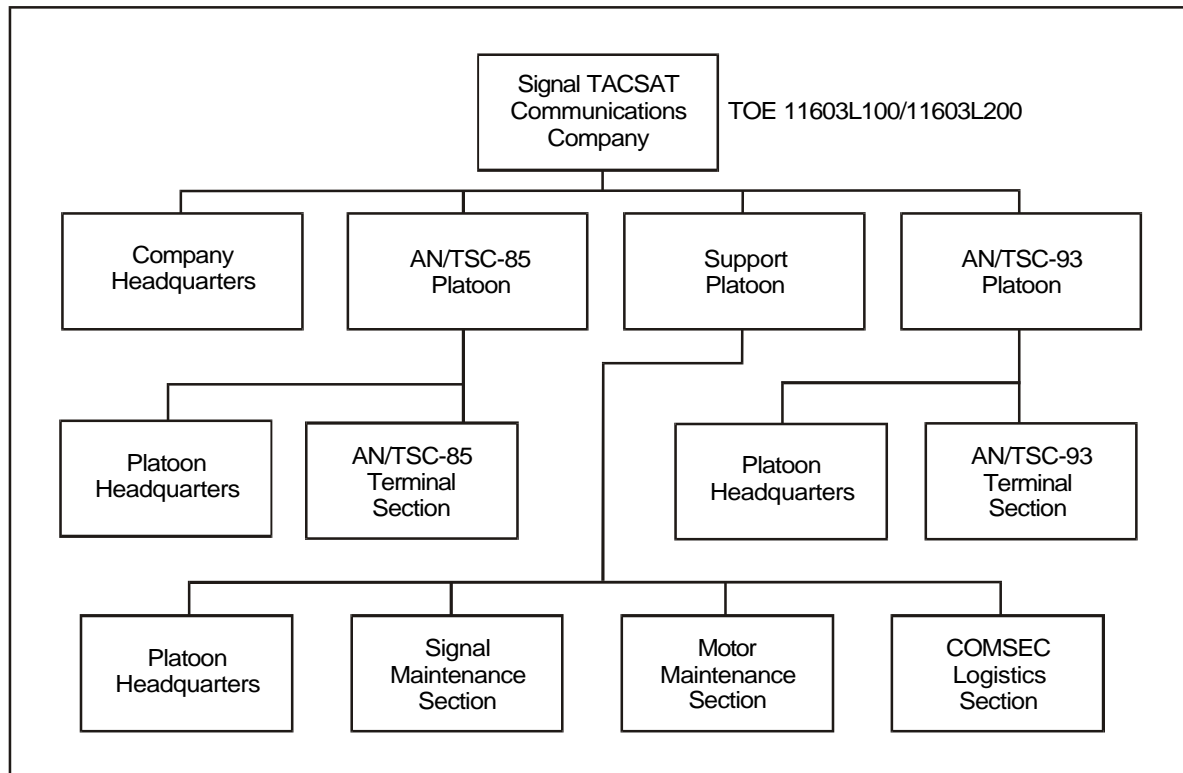 Signal TACSAT
Communications
Company
TOE 11603L100/11603L200
Company
Headquarters
AN/TSC-85
Platoon
Support
Platoon
AN/TSC-93
Platoon
Platoon
Headquarters
AN/TSC-85
Terminal
Section
Platoon
Headquarters
AN/TSC-93
Terminal
Section
Platoon
Headquarters
Signal
Maintenance
Section
Motor
Maintenance
Section
COMSEC
Logistics
Section